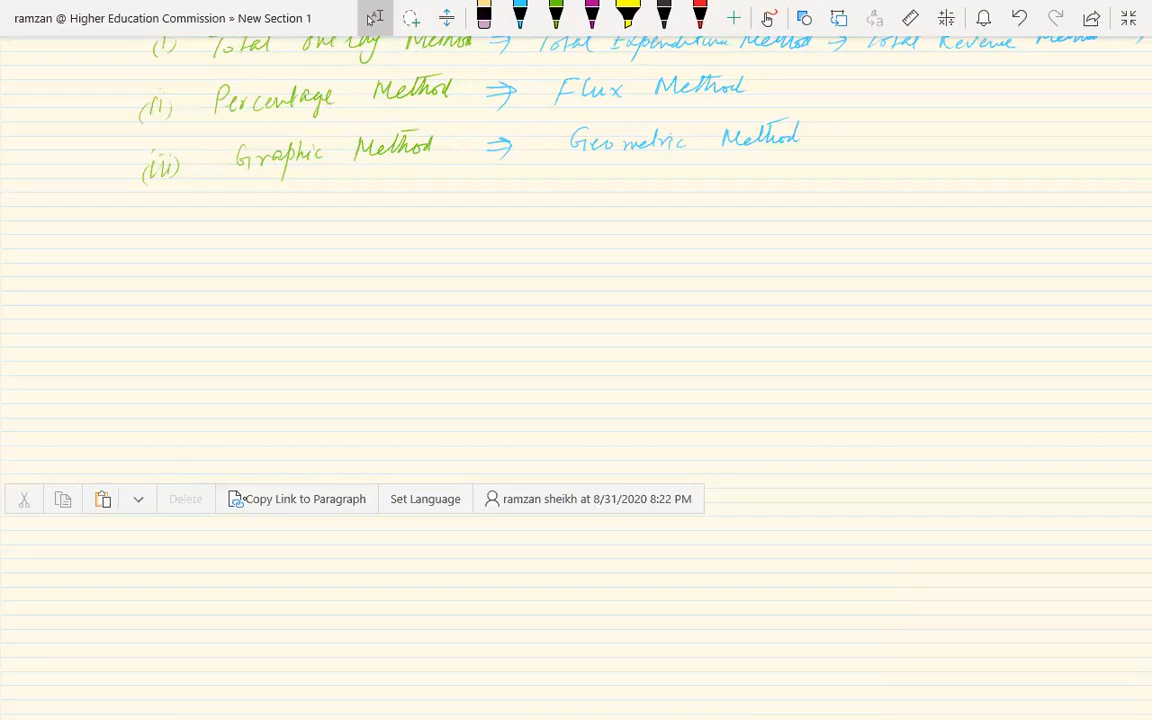 ramzan @ Higher Education Commission » New Section 1
(i) Total Outlay Method ⇒ Total Expenditure Method → Total Revenue Method
(ii) Percentage Method ⇒ Flux Method
(iii) Graphic Method ⇒ Geometric Method
Delete Copy Link to Paragraph Set Language ramzan sheikh at 8/31/2020 8:22 PM